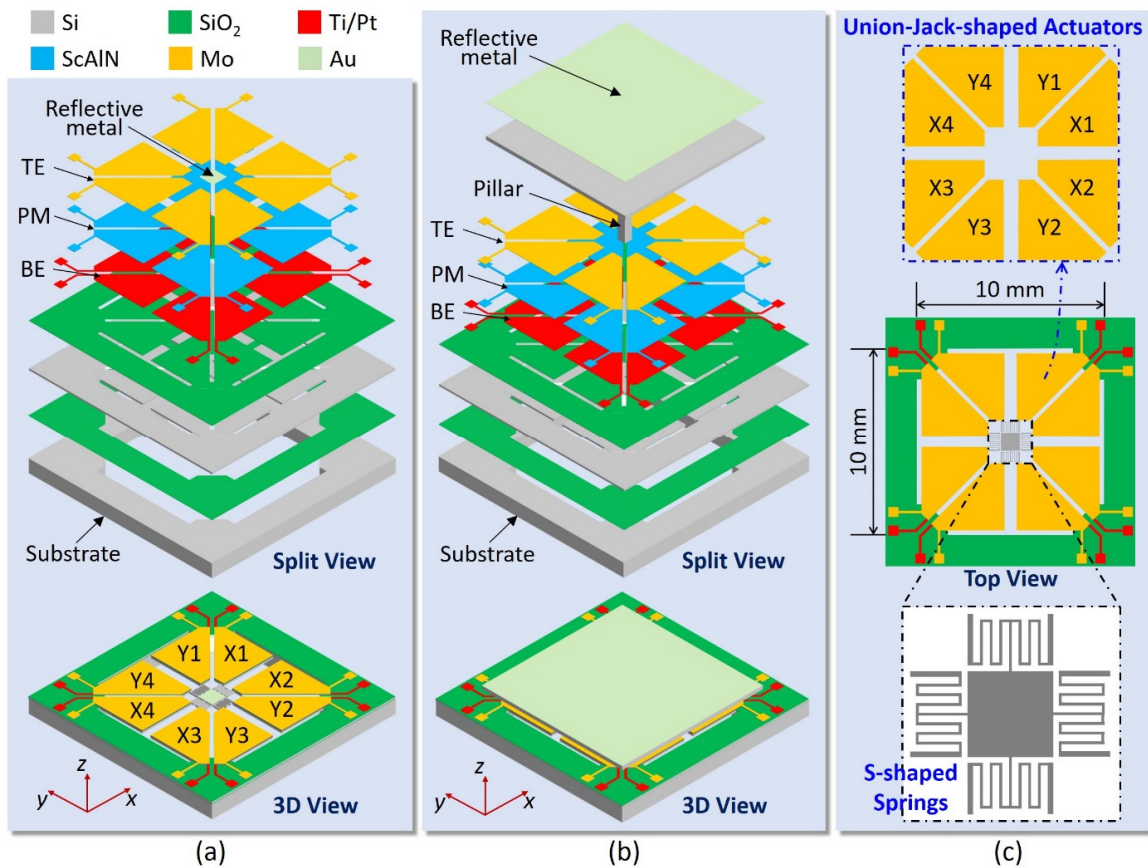 Si
SiO2
Ti/Pt
ScAlN
Mo
Au
Reflective
metal
TE
PM
BE
Substrate
Split View
Y1
X1
Y4
X2
X4
Y2
X3
Y3
z
y
x
3D View
(a)
Reflective
metal
Pillar
TE
PM
BE
Substrate
Split View
z
y
x
3D View
(b)
Union-Jack-shaped Actuators
Y4
Y1
X4
X1
X3
X2
Y3
Y2
10 mm
10 mm
Top View
S-shaped
Springs
(c)